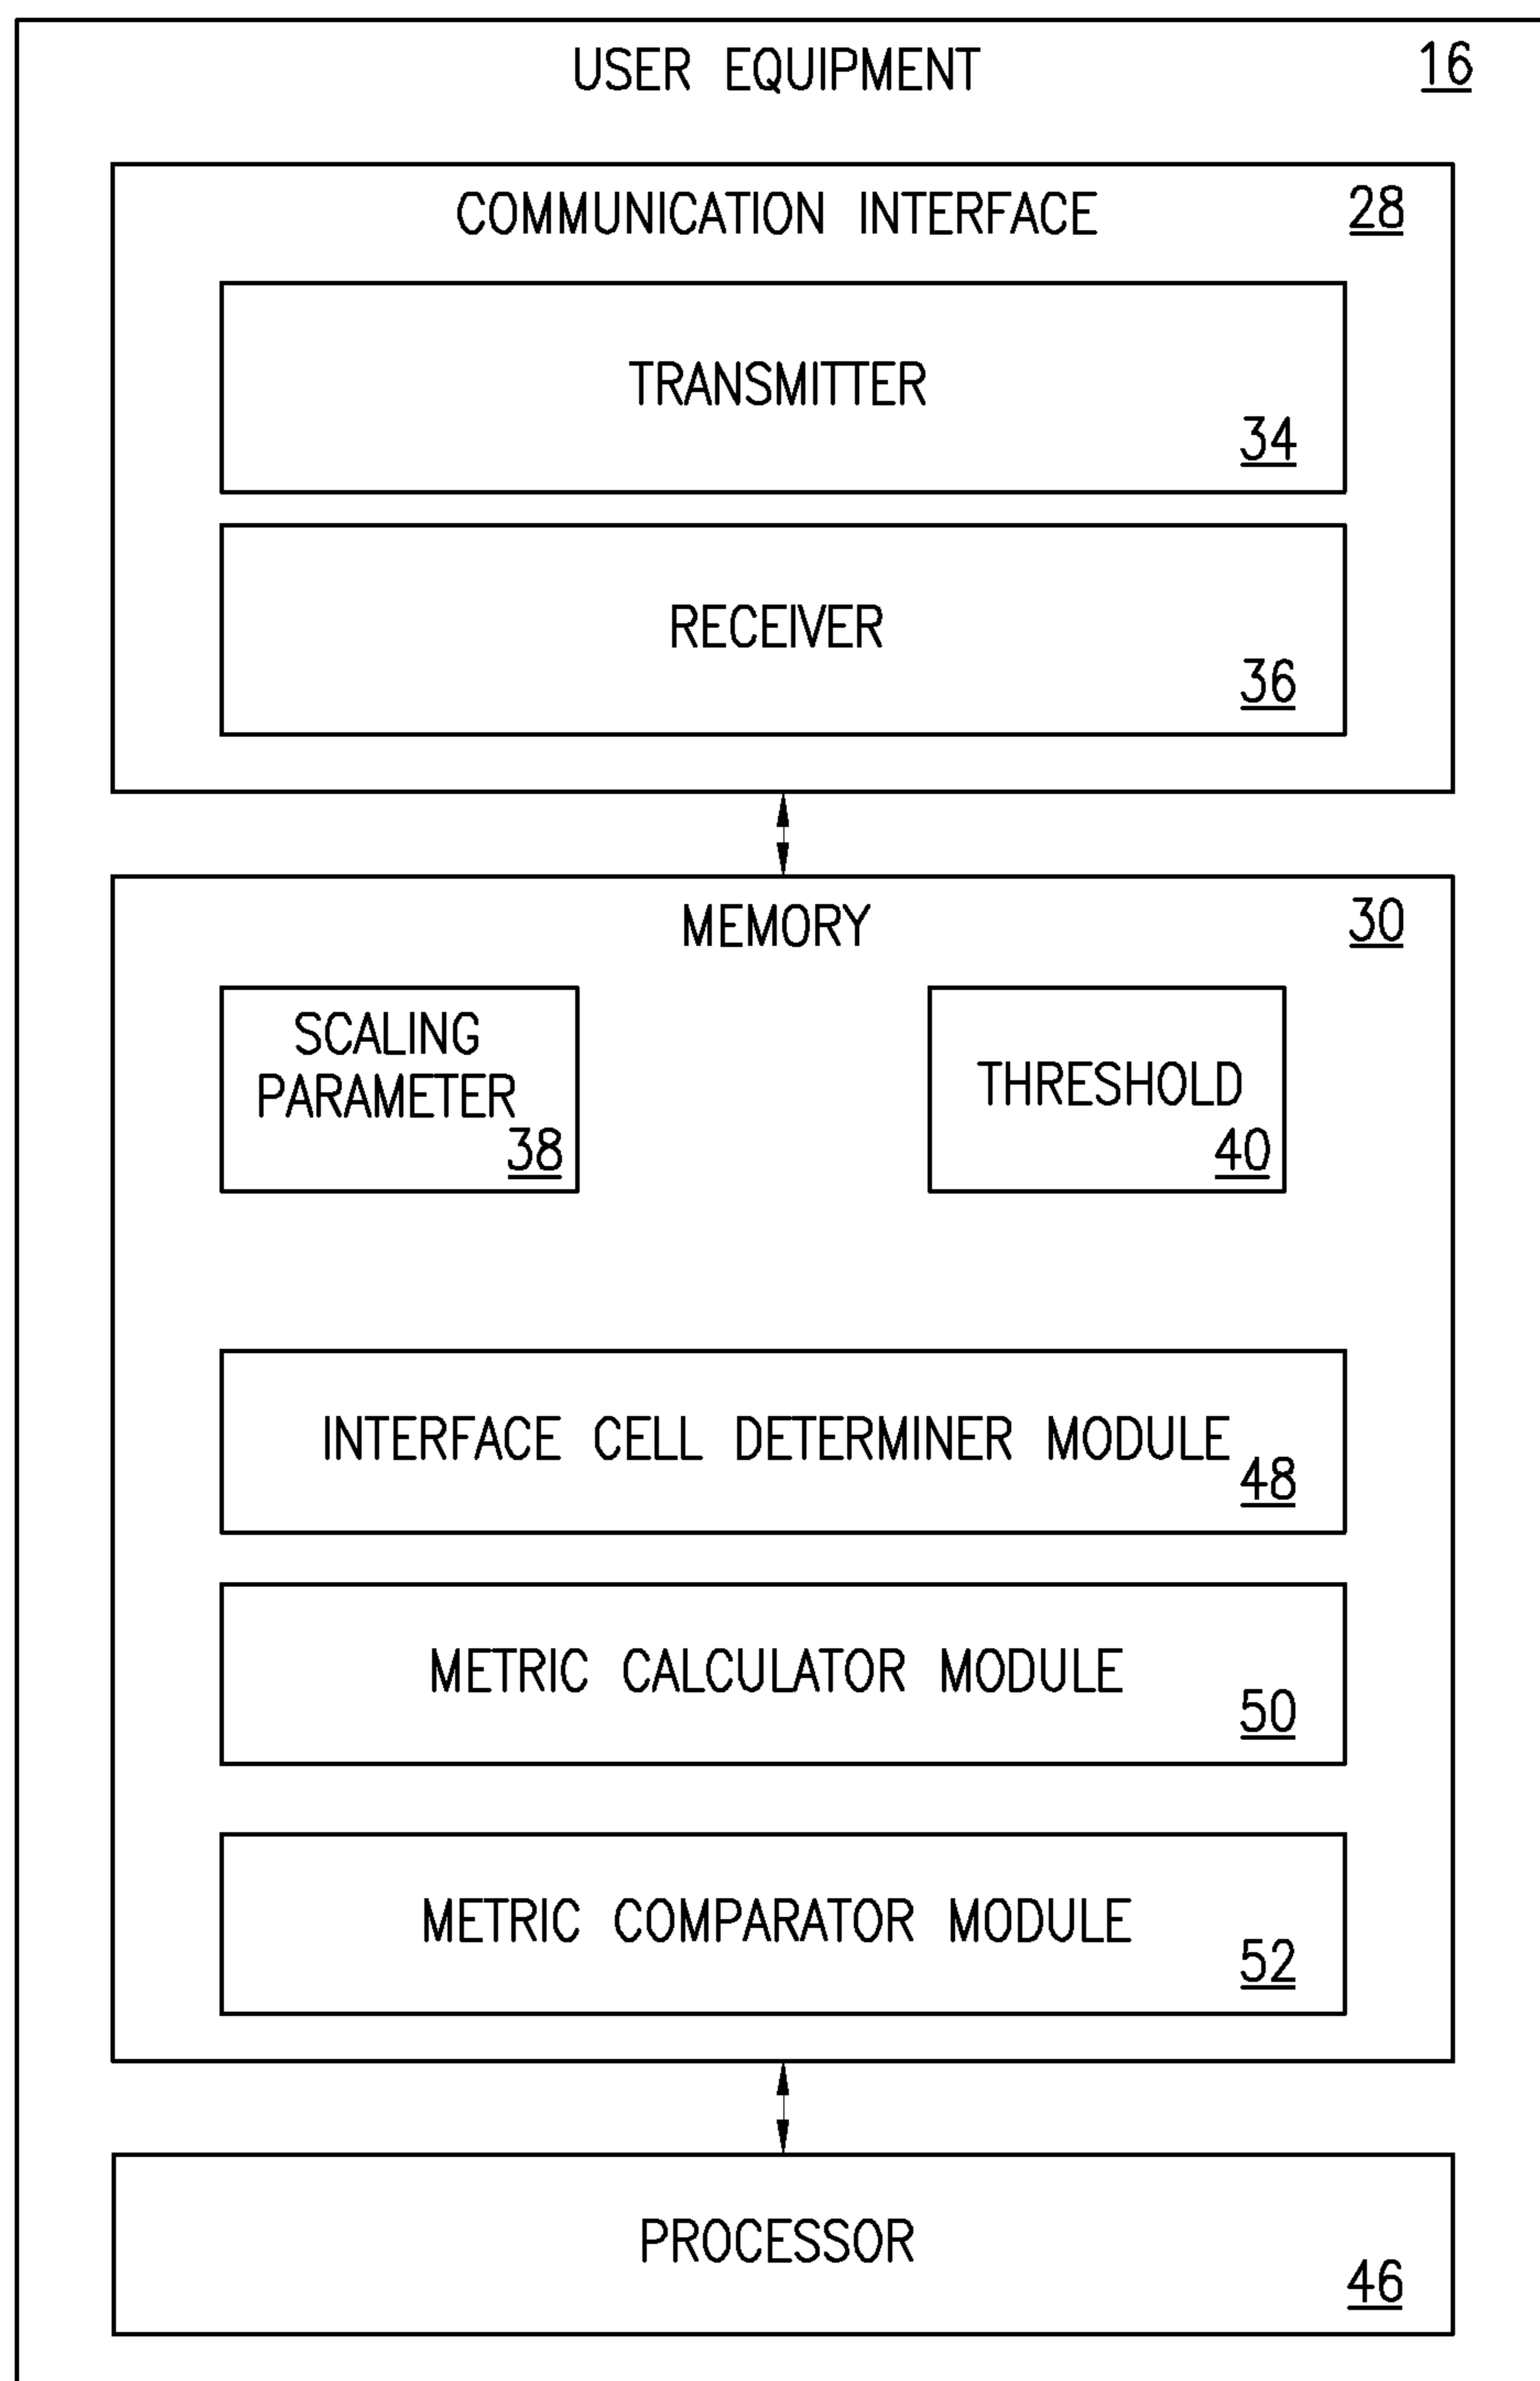 USER EQUIPMENT 16
COMMUNICATION INTERFACE 28
TRANSMITTER
34
RECEIVER
36
MEMORY 30
SCALING
PARAMETER
38
THRESHOLD
40
INTERFACE CELL DETERMINER MODULE
48
METRIC CALCULATOR MODULE
50
METRIC COMPARATOR MODULE
52
PROCESSOR
46